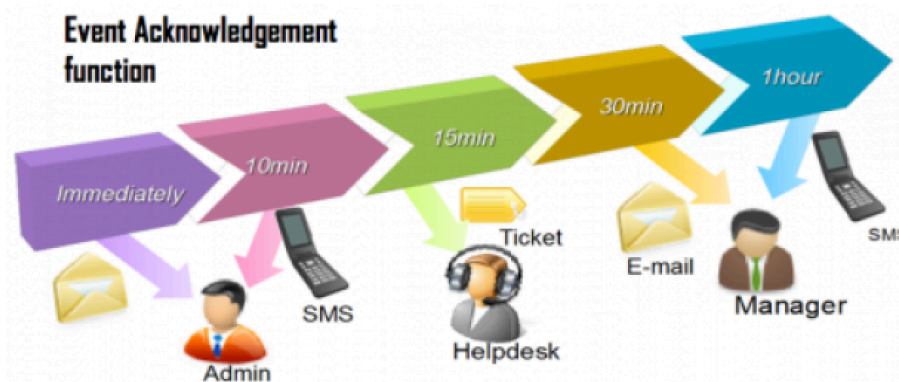 Event Acknowledgement
function
Immediately
10min
15min
30min
1hour
SMS
Admin
Ticket
Helpdesk
E-mail
Manager
SMS